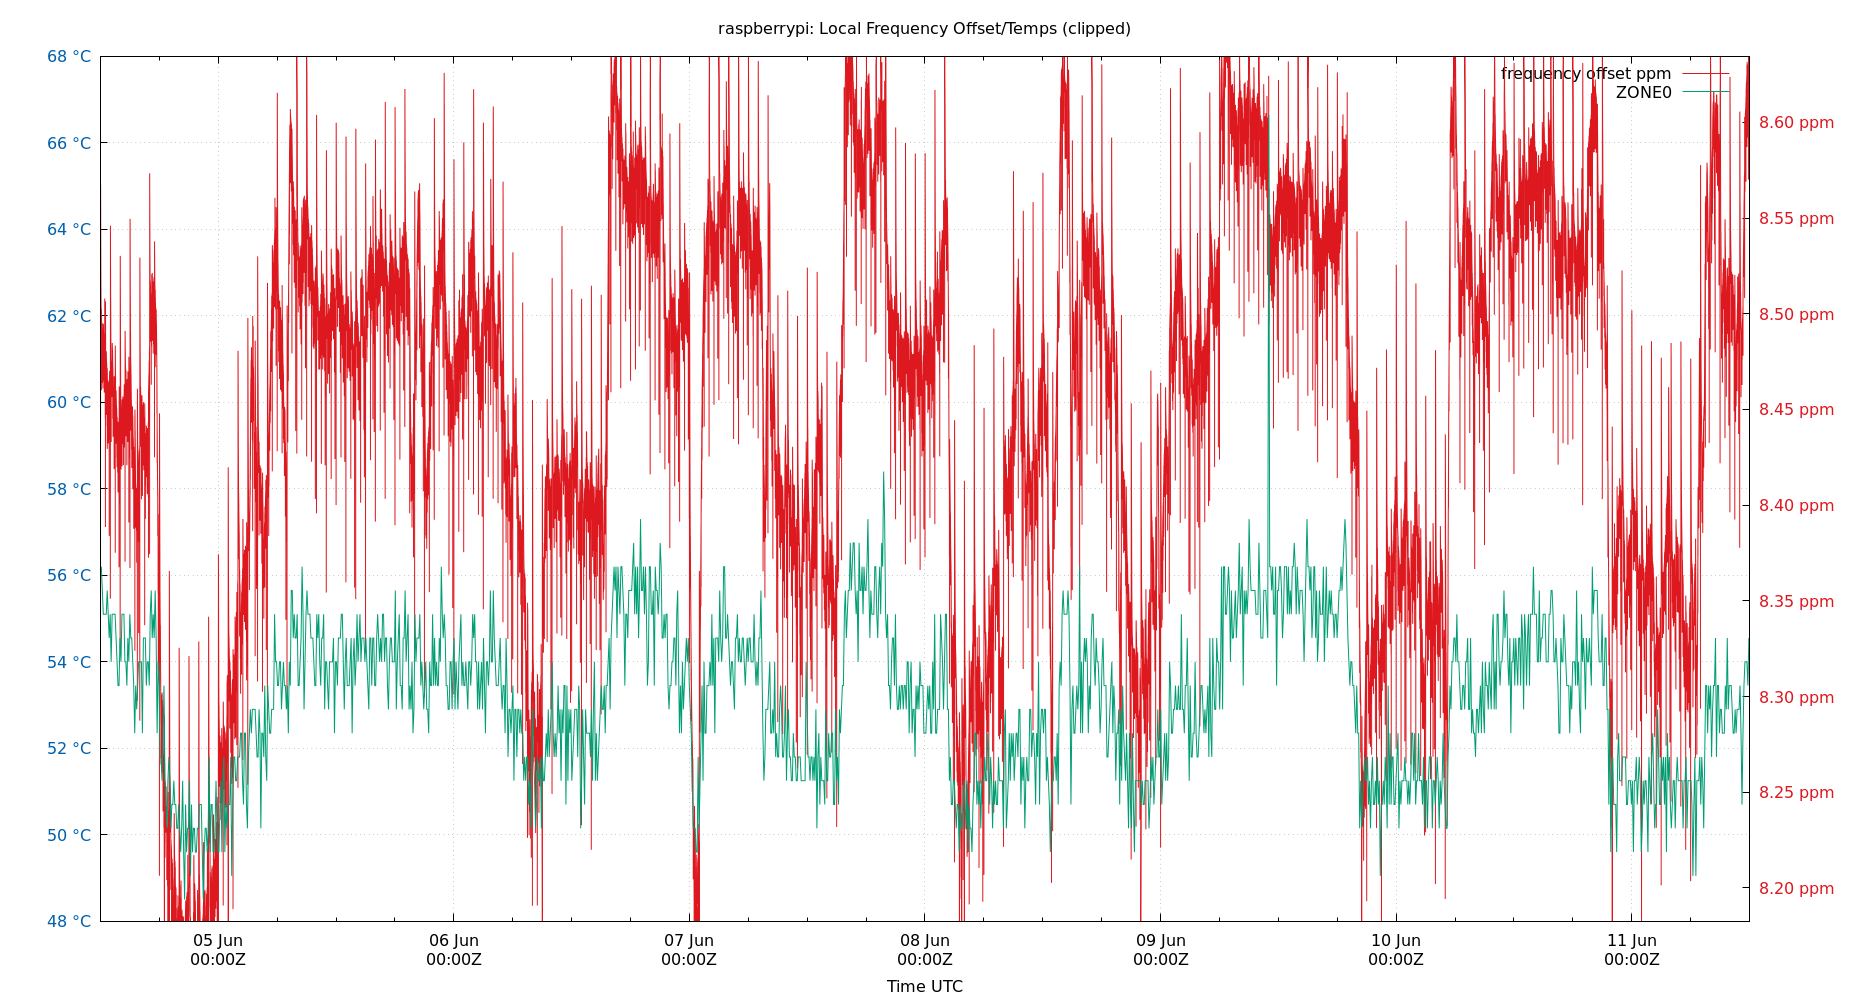 raspberrypi: Local Frequency Offset/Temps (clipped)
68 °C
66 °C
64 °C
62 °C
60 °C
58 °C
56 °C
54 °C
52 °C
50 °C
48 °C
frequency offset ppm
ZONE0
8.60 ppm
8.55 ppm
8.50 ppm
8.45 ppm
8.40 ppm
8.35 ppm
8.30 ppm
8.25 ppm
8.20 ppm
05 Jun
00:00Z
06 Jun
00:00Z
07 Jun
00:00Z
08 Jun
00:00Z
09 Jun
00:00Z
10 Jun
00:00Z
11 Jun
00:00Z
Time UTC